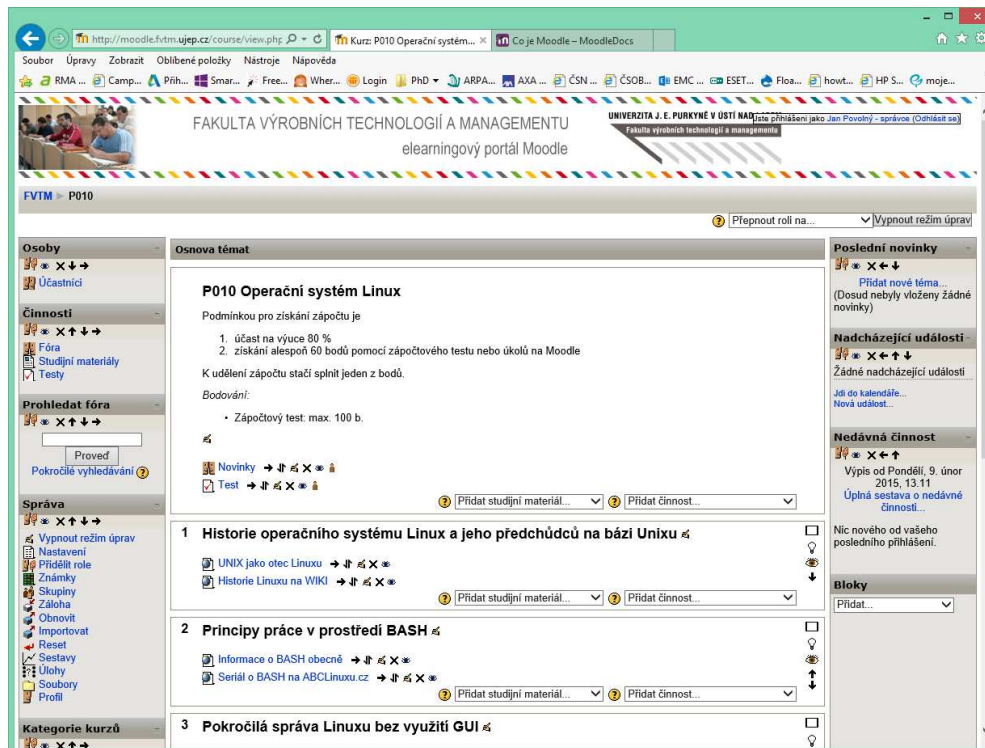 http://moodle.fvtm.ujep.cz/course/view.php
Kurz: P010 Operační systém...
Co je Moodle – MoodleDocs
Soubor Úpravy Zobrazit Oblíbené položky Nástroje Nápověda
RMA ... Camp... Přih... Smar... Free... Wher... Login PhD ARPA... AXA ... ČSN ... ČSOB... EMC ... ESET... Floa... howt... HP S... moje...
FAKULTA VÝROBNÍCH TECHNOLOGIÍ A MANAGEMENTU
elearningový portál Moodle
UNIVERZITA J. E. PURKYNĚ V ÚSTÍ NAD
Fakulta výrobních technologií a managementu
Jste přihlášeni jako Jan Povolný - správce (Odhlásit se)
FVTM ► P010
Přepnout roli na...
Vypnout režim úprav
Osoby
Účastníci
Činnosti
Fóra
Studijní materiály
Testy
Prohledat fóra
Proveď
Pokročilé vyhledávání
Správa
Vypnout režim úprav
Nastavení
Přidělit role
Známky
Skupiny
Záloha
Obnovit
Importovat
Reset
Sestavy
Úlohy
Soubory
Profil
Kategorie kurzů
Osnova témat
P010 Operační systém Linux
Podmínkou pro získání zápočtu je
1. účast na výuce 80 %
2. získání alespoň 60 bodů pomocí zápočtového testu nebo úkolů na Moodle
K udělení zápočtu stačí splnit jeden z bodů.
Bodování:
• Zápočtový test: max. 100 b.
Novinky
Test
Přidat studijní materiál... Přidat činnost...
1 Historie operačního systému Linux a jeho předchůdců na bázi Unixu
UNIX jako otec Linuxu
Historie Linuxu na WIKI
Přidat studijní materiál... Přidat činnost...
2 Principy práce v prostředí BASH
Informace o BASH obecně
Seriál o BASH na ABCLinuxu.cz
Přidat studijní materiál... Přidat činnost...
3 Pokročilá správa Linuxu bez využití GUI
Poslední novinky
Přidat nové téma...
(Dosud nebyly vloženy žádné
novinky)
Nadcházející události
Žádné nadcházející události
Jdi do kalendáře...
Nová událost...
Nedávná činnost
Výpis od Pondělí, 9. únor
2015, 13.11
Úplná sestava o nedávné
činnosti...
Nic nového od vašeho
posledního přihlášení.
Bloky
Přidat...